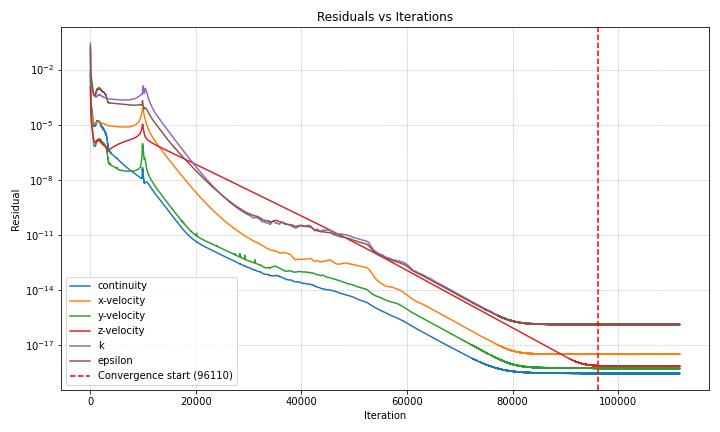 Residuals vs Iterations
Residual
10⁻²
10⁻⁵
10⁻⁸
10⁻¹¹
10⁻¹⁴
10⁻¹⁷
continuity
x-velocity
y-velocity
z-velocity
k
epsilon
Convergence start (96110)
0 20000 40000 60000 80000 100000
Iteration